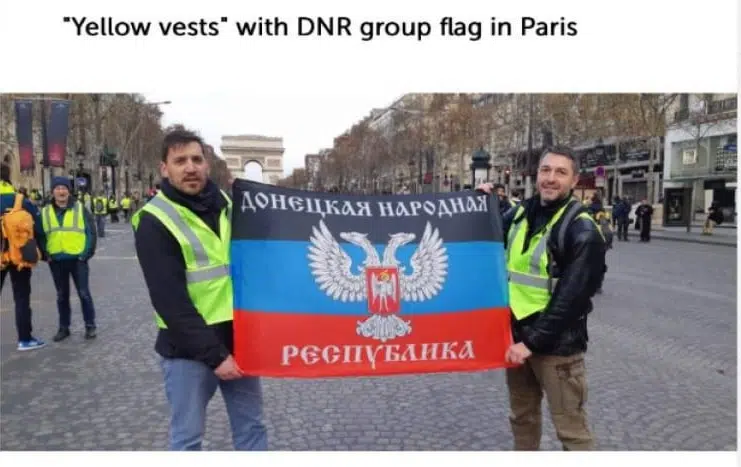 "Yellow vests" with DNR group flag in Paris
ДОНЕЦКАЯ НАРОДНАЯ
РЕСПУБЛИКА